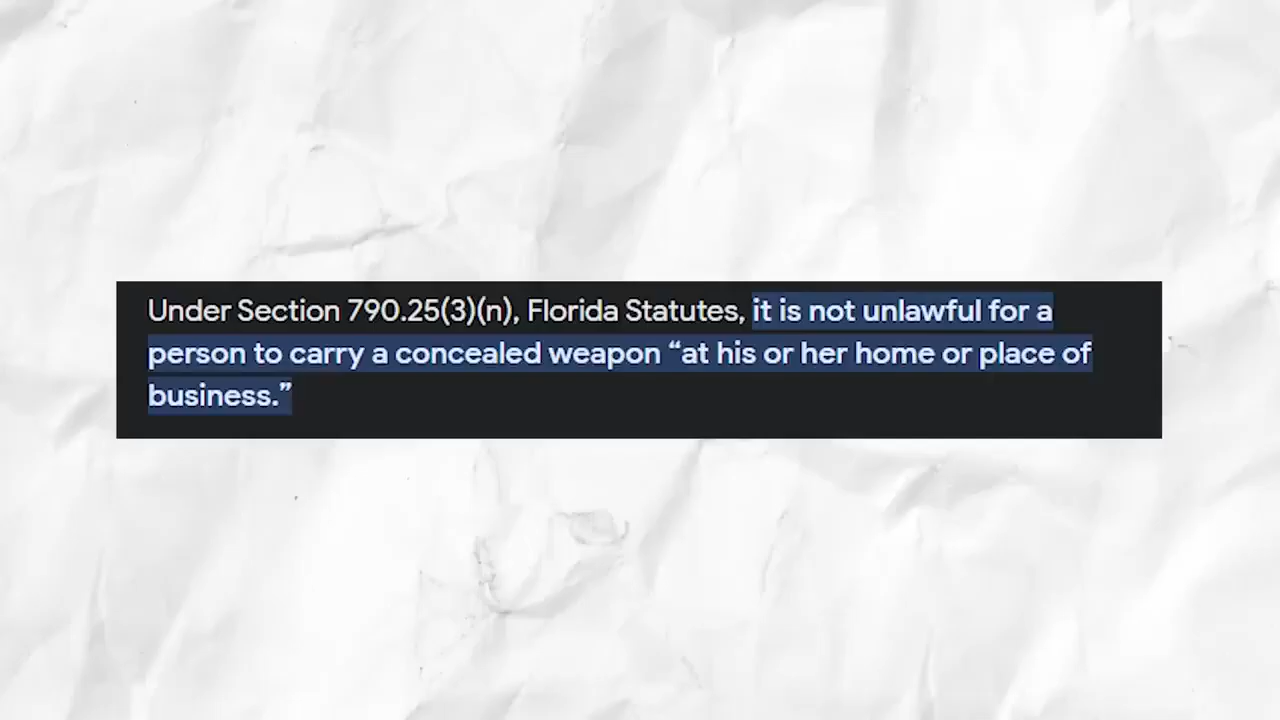 Under Section 790.25(3)(n), Florida Statutes, it is not unlawful for a
person to carry a concealed weapon “at his or her home or place of
business.”